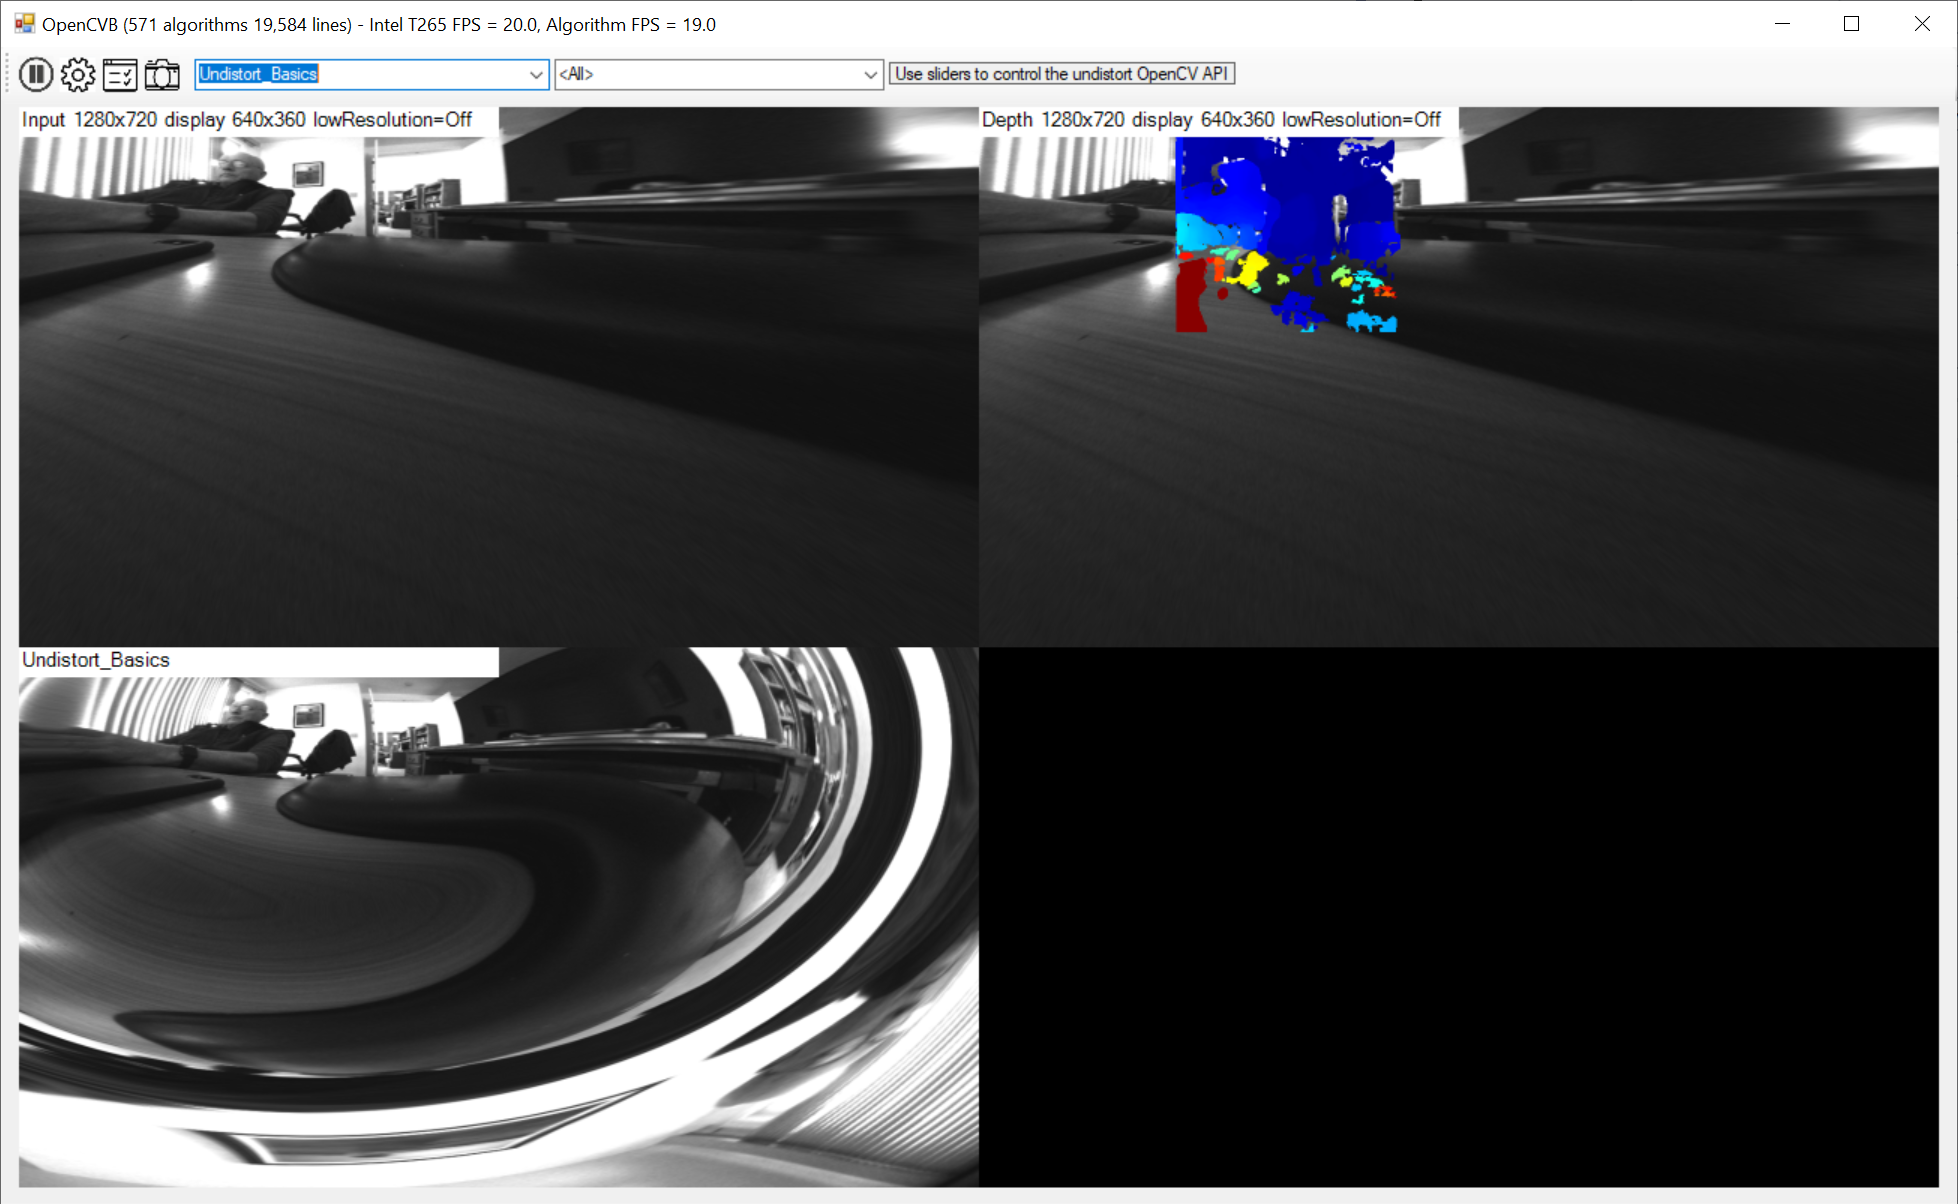 OpenCVB (571 algorithms 19,584 lines) - Intel T265 FPS = 20.0, Algorithm FPS = 19.0
Undistort_Basics <All> Use sliders to control the undistort OpenCV API
Input 1280x720 display 640x360 lowResolution=Off
Depth 1280x720 display 640x360 lowResolution=Off
Undistort_Basics